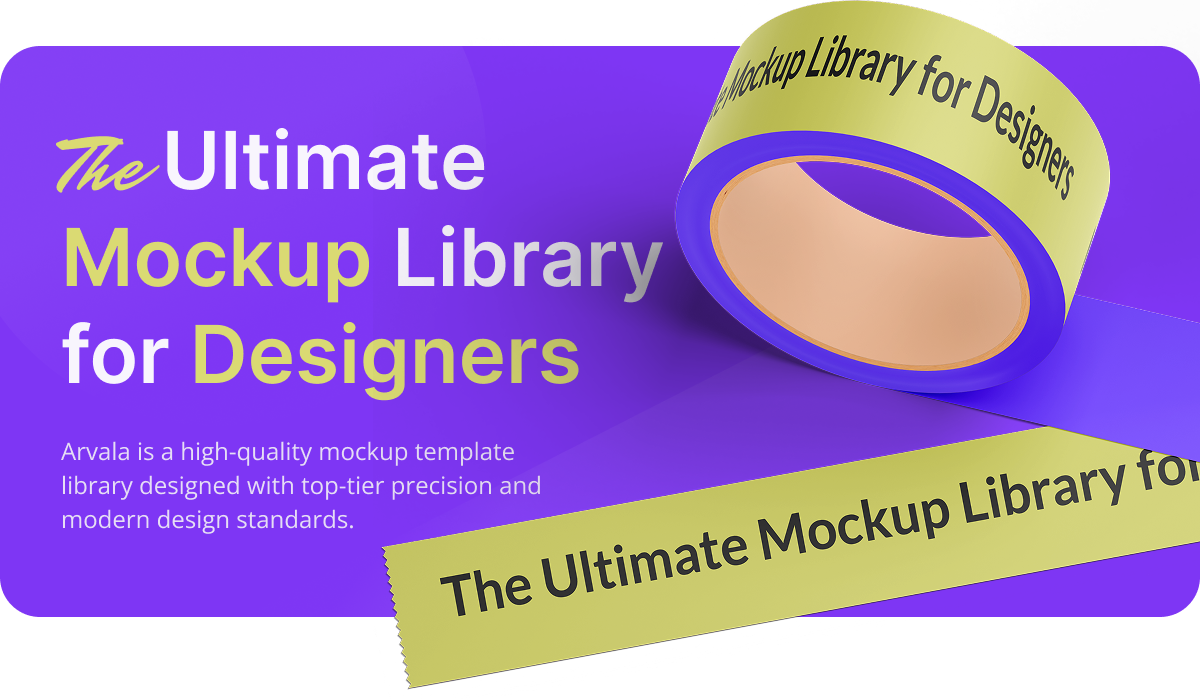 The Ultimate
Mockup Library
for Designers
Arvala is a high-quality mockup template
library designed with top-tier precision and
modern design standards.
Mockup Library for Designers
The Ultimate Mockup Library for